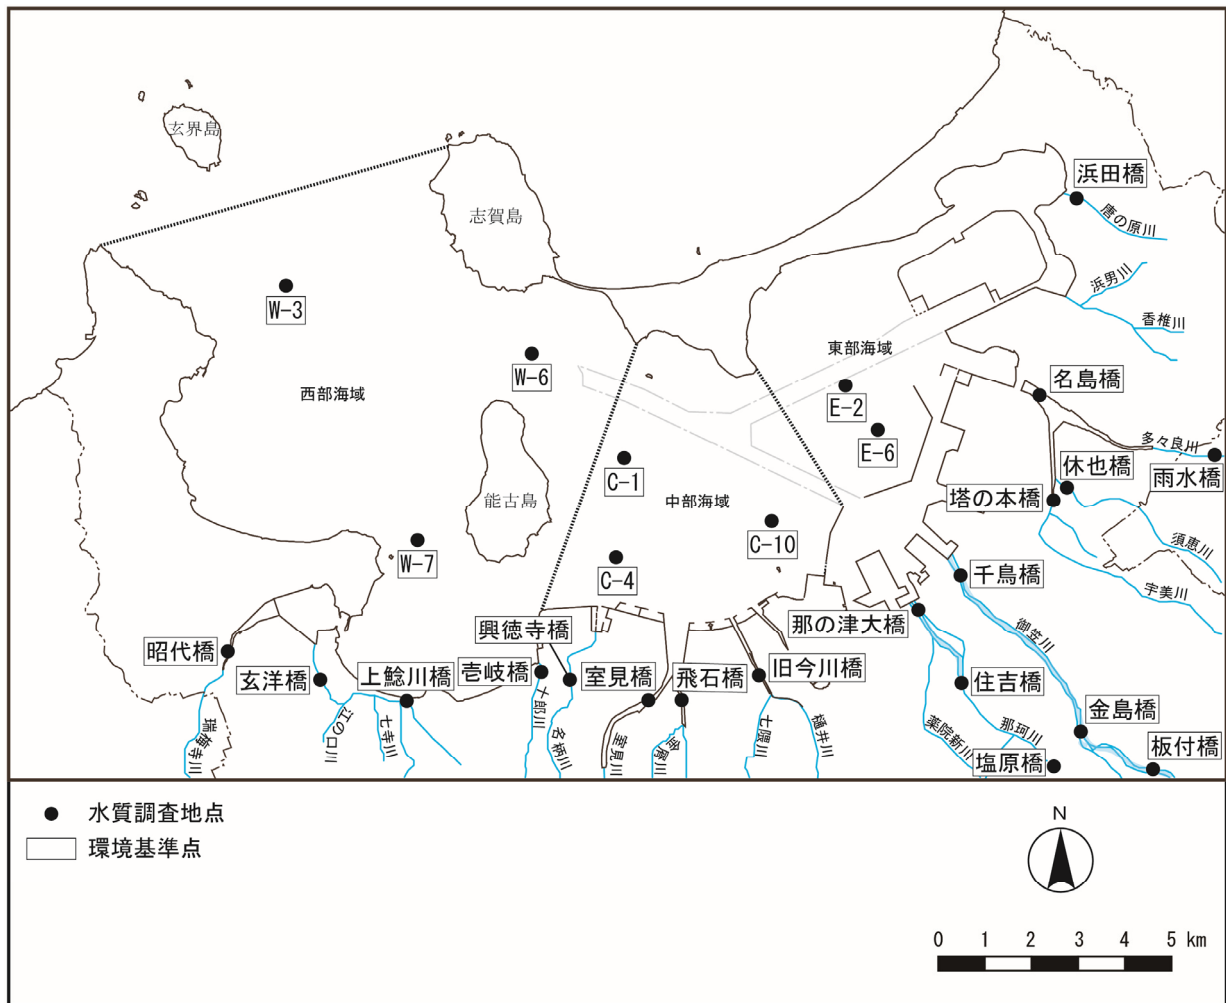 玄界島
志賀島
浜田橋
唐の原川
浜男川
香椎川
W-3
W-6
西部海域
東部海域
E-2
E-6
名島橋
多々良川
雨水橋
休也橋
塔の本橋
須恵川
宇美川
C-1
中部海域
能古島
C-10
W-7
C-4
千鳥橋
御笠川
那の津大橋
興徳寺橋
昭代橋
玄洋橋
上鯰川橋
壱岐橋
室見橋
飛石橋
旧今川橋
住吉橋
金島橋
板付橋
塩原橋
瑞梅寺川
江の口川
七寺川
十郎川
名柄川
室見川
金屑川
七隈川
樋井川
薬院新川
那珂川
水質調査地点
環境基準点
N
0 1 2 3 4 5 km